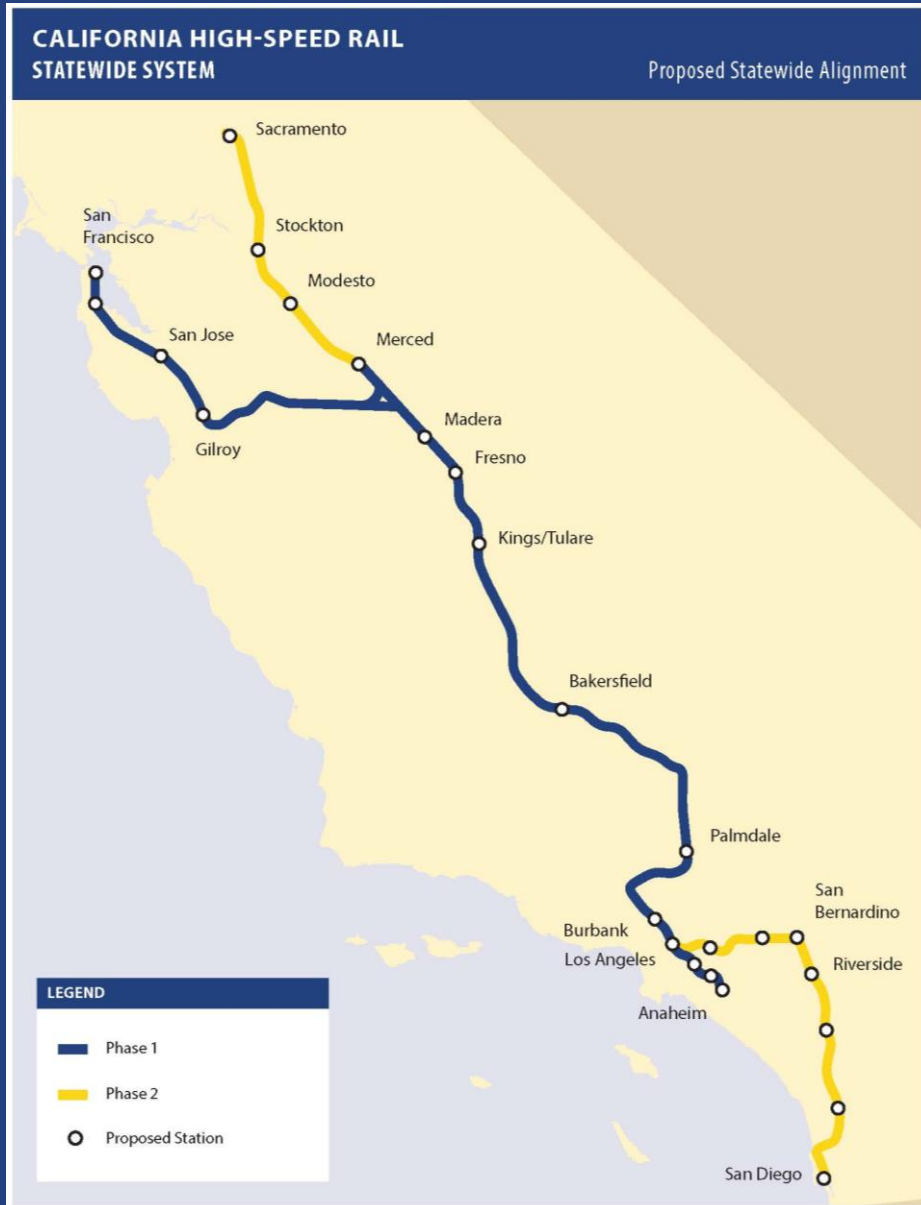 CALIFORNIA HIGH-SPEED RAIL
STATEWIDE SYSTEM
Proposed Statewide Alignment
Sacramento
San
Francisco
Stockton
Modesto
San Jose
Merced
Gilroy
Madera
Fresno
Kings/Tulare
Bakersfield
Palmdale
San
Bernardino
Burbank
Los Angeles
Riverside
Anaheim
San Diego
LEGEND
Phase 1
Phase 2
Proposed Station